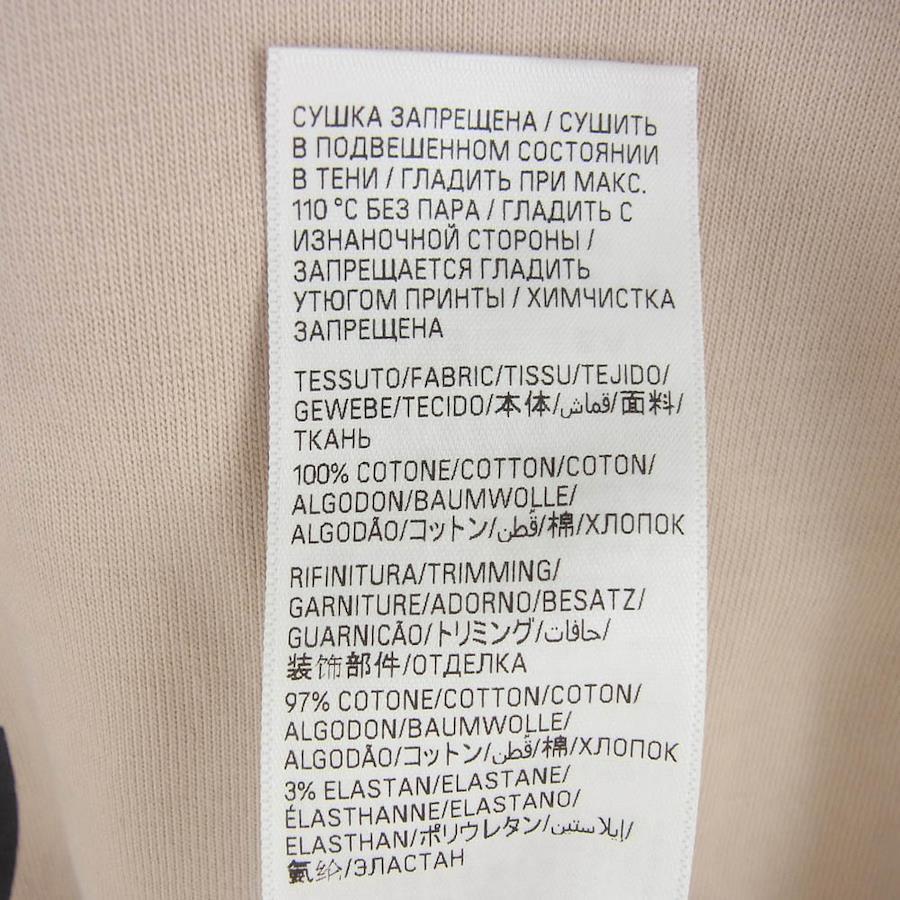 СУШКА ЗАПРЕЩЕНА / СУШИТЬ
В ПОДВЕШЕННОМ СОСТОЯНИИ
В ТЕНИ / ГЛАДИТЬ ПРИ МАКС.
110 °C БЕЗ ПАРА / ГЛАДИТЬ С
ИЗНАНОЧНОЙ СТОРОНЫ /
ЗАПРЕЩАЕТСЯ ГЛАДИТЬ
УТЮГОМ ПРИНТЫ / ХИМЧИСТКА
ЗАПРЕЩЕНА
TESSUTO/FABRIC/TISSU/TEJIDO/
GEWEBE/TECIDO/本体/قماش/面料/
ТКАНЬ
100% COTONE/COTTON/COTON/
ALGODON/BAUMWOLLE/
ALGODÃO/コットン/قُطن/棉/ХЛОПОК
RIFINITURA/TRIMMING/
GARNITURE/ADORNO/BESATZ/
GUARNICÃO/トリミング/حافات/
装饰部件/ОТДЕЛКА
97% COTONE/COTTON/COTON/
ALGODON/BAUMWOLLE/
ALGODÃO/コットン/قُطن/棉/ХЛОПОК
3% ELASTAN/ELASTANE/
ÉLASTHANNE/ELASTANO/
ELASTHAN/ポリウレタン/إيلاستين/
氨纶/ЭЛАСТАН